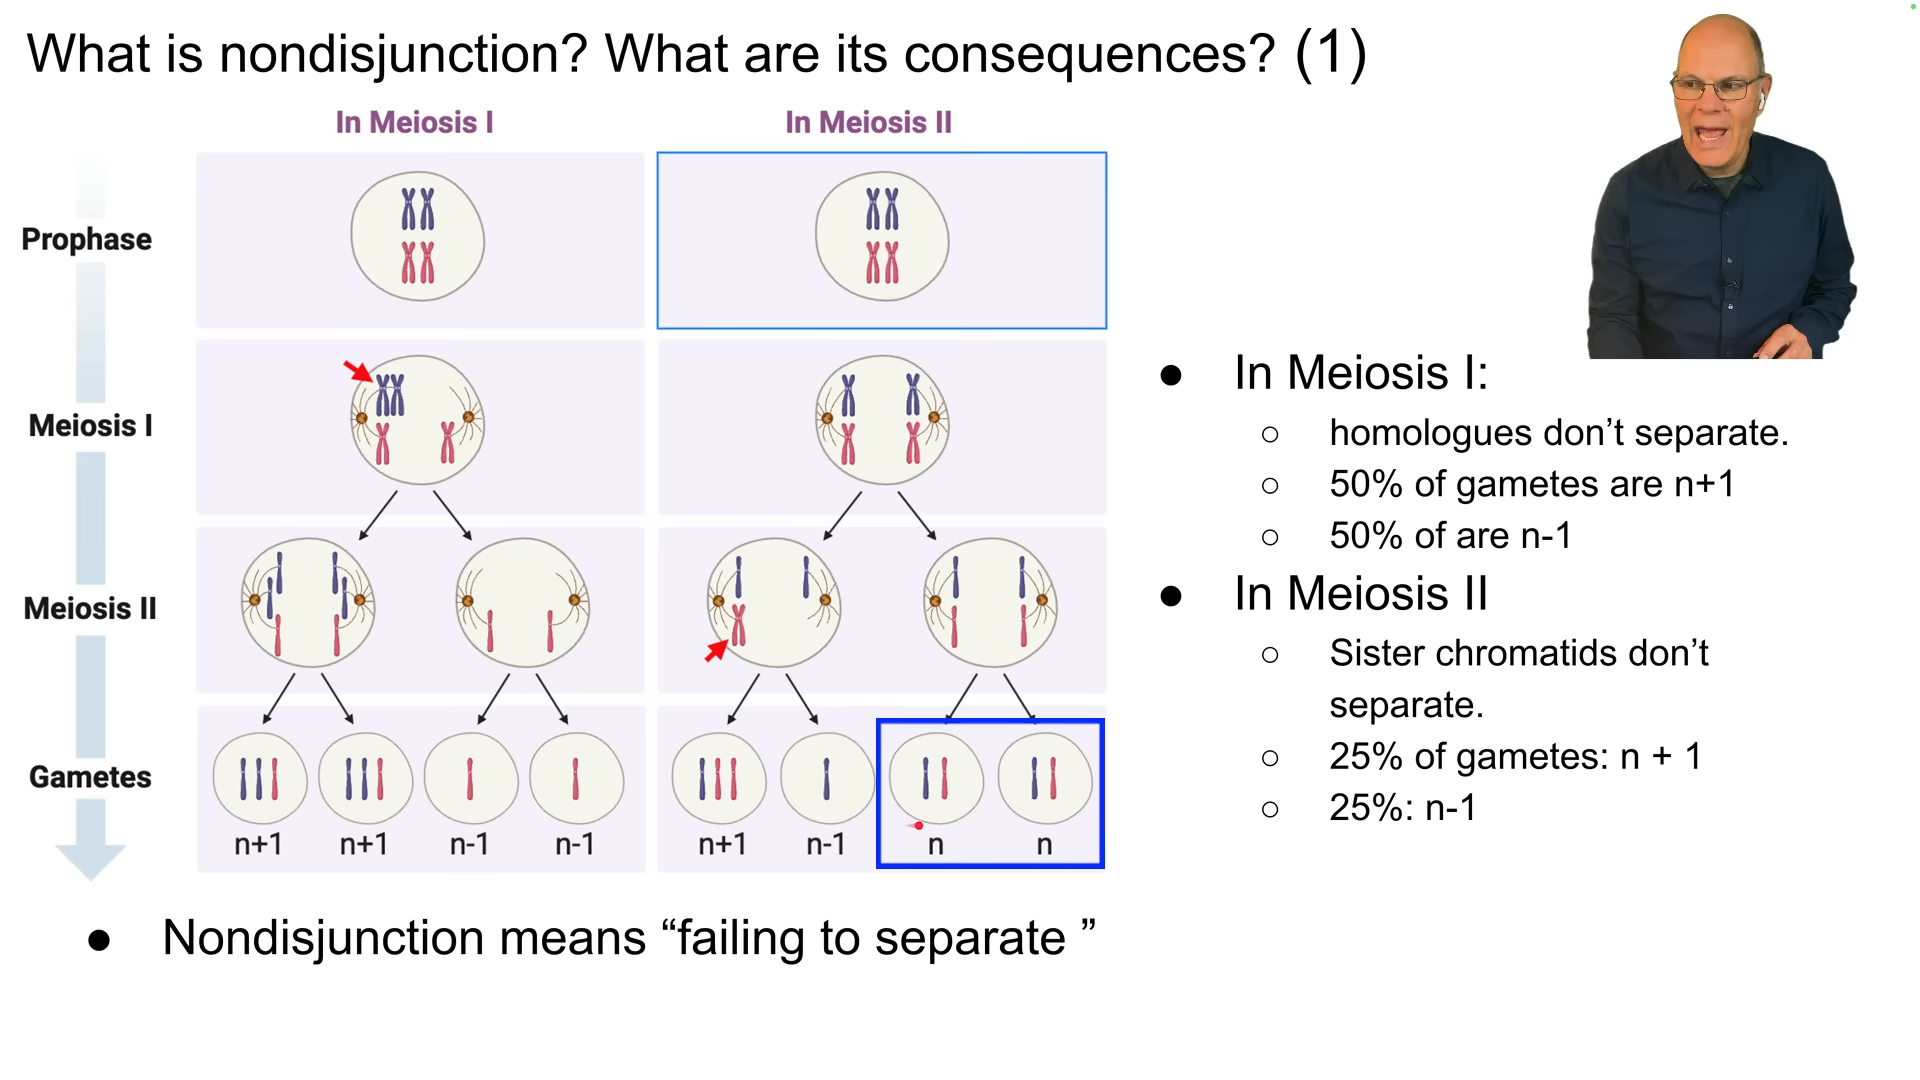 What is nondisjunction? What are its consequences? (1)
In Meiosis I
In Meiosis II
Prophase
Meiosis I
Meiosis II
Gametes
n+1
n+1
n-1
n-1
n+1
n-1
n
n
● In Meiosis I:
○ homologues don’t separate.
○ 50% of gametes are n+1
○ 50% of are n-1
● In Meiosis II
○ Sister chromatids don’t
separate.
○ 25% of gametes: n + 1
○ 25%: n-1
● Nondisjunction means “failing to separate ”